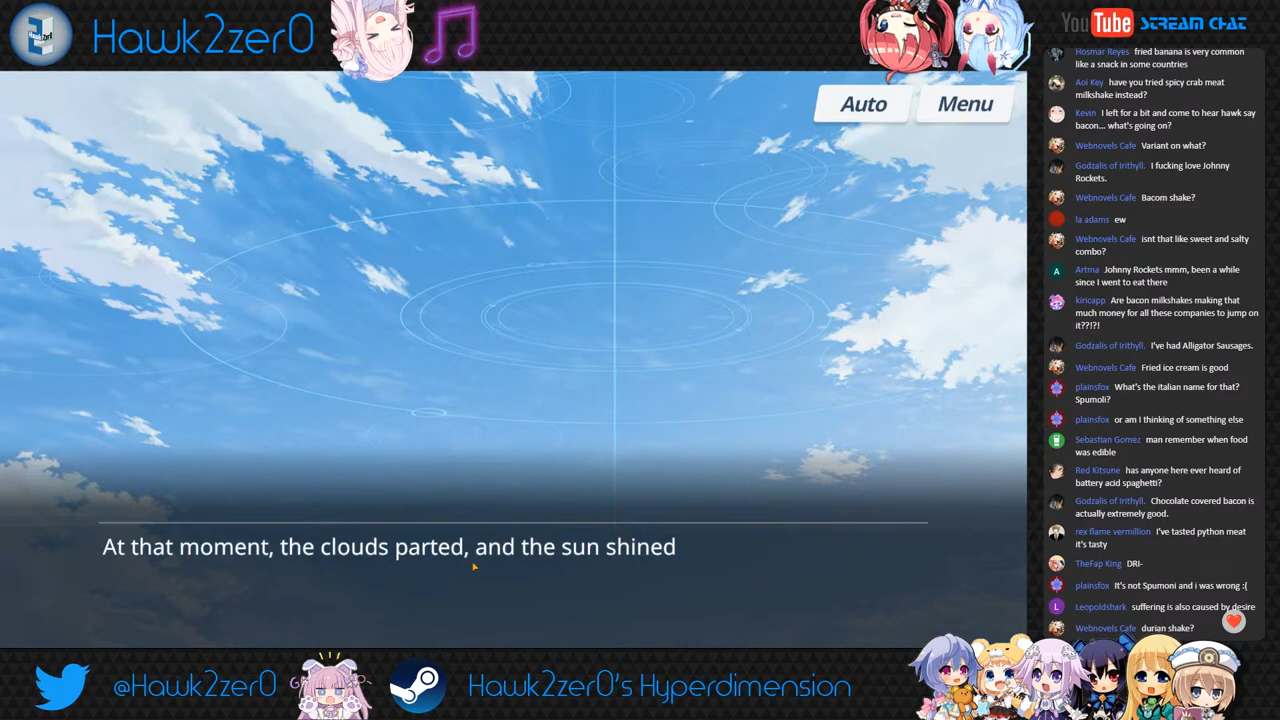 Hawk2zer0
You Tube STREAM CHAT
Auto
Menu
At that moment, the clouds parted, and the sun shined
Hosmar Reyes fried banana is very common
like a snack in some countries
Aoi Key have you tried spicy crab meat
milkshake instead?
Kevin I left for a bit and come to hear hawk say
bacon... what's going on?
Webnovels Cafe Variant on what?
Godzalis of Irithyll. I fucking love Johnny
Rockets.
Webnovels Cafe Bacom shake?
la adams ew
Webnovels Cafe isnt that like sweet and salty
combo?
A
Artma Johnny Rockets mmm, been a while
since I went to eat there
kiricapp Are bacon milkshakes making that
much money for all these companies to jump on
it??!?!
Godzalis of Irithyll. I've had Alligator Sausages.
Webnovels Cafe Fried ice cream is good
plainsfox What's the italian name for that?
Spumoli?
plainsfox or am I thinking of something else
Sebastian Gomez man remember when food
was edible
Red Kitsune has anyone here ever heard of
battery acid spaghetti?
Godzalis of Irithyll. Chocolate covered bacon is
actually extremely good.
rex flame vermillion I've tasted python meat
it's tasty
TheFap King DRI-
plainsfox It's not Spumoni and i was wrong :(
L
Leopoldshark suffering is also caused by desire
Webnovels Cafe durian shake?
@Hawk2zer0
Hawk2zer0's Hyperdimension